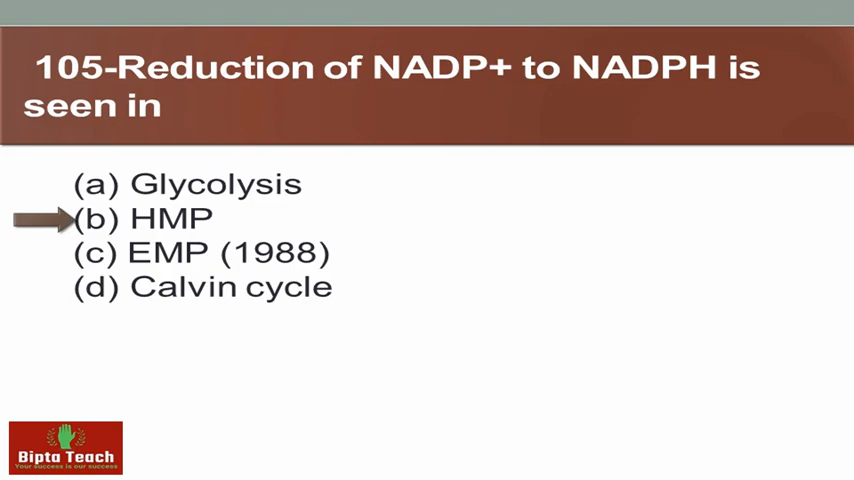 105-Reduction of NADP+ to NADPH is
seen in
(a) Glycolysis
(b) HMP
(c) EMP (1988)
(d) Calvin cycle
Bipta Teach
Your success is our success